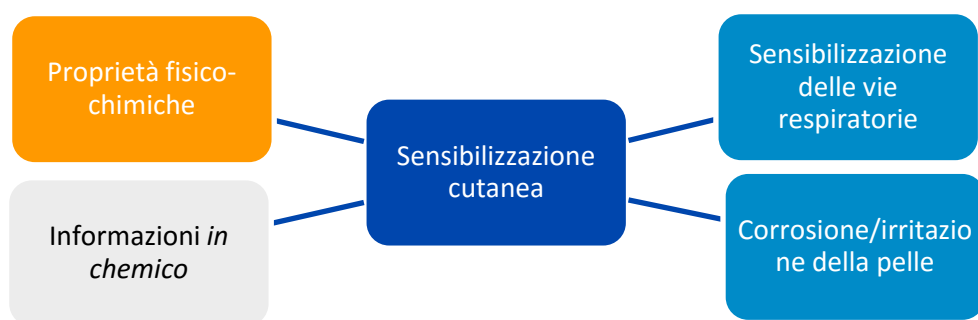 Proprietà fisico-
chimiche
Informazioni in
chemico
Sensibilizzazione
cutanea
Sensibilizzazione
delle vie
respiratorie
Corrosione/irritazio
ne della pelle